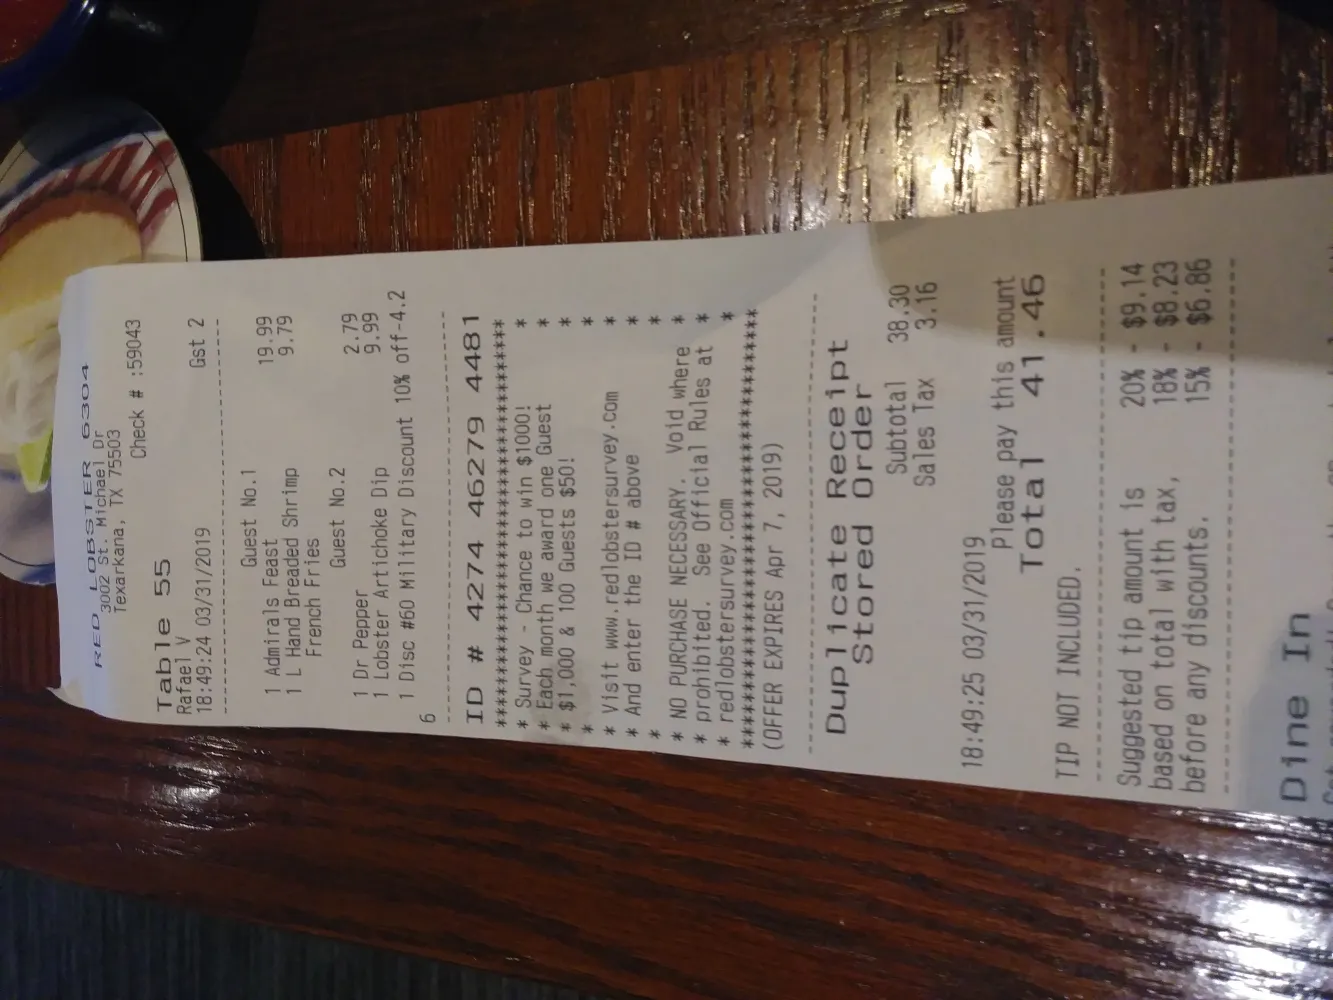 RED LOBSTER 6304
3002 St. Michael Dr
Texarkana, TX 75503
Check # :59043
Table 55
Rafael V Gst 2
18:49:24 03/31/2019
Guest No.1
1 Admirals Feast 19.99
1 L Hand Breaded Shrimp 9.79
French Fries
Guest No.2
1 Dr Pepper 2.79
1 Lobster Artichoke Dip 9.99
1 Disc #60 Military Discount 10% off-4.2
6
ID # 4274 46279 4481
***********************************
* Survey - Chance to win $1000! *
* Each month we award one Guest *
* $1,000 & 100 Guests $50! *
* *
* Visit www.redlobstersurvey.com *
* And enter the ID # above *
* *
* NO PURCHASE NECESSARY. Void where *
* prohibited. See Official Rules at *
* redlobstersurvey.com *
***********************************
(OFFER EXPIRES Apr 7, 2019)
Duplicate Receipt
Stored Order
Subtotal 38.30
Sales Tax 3.16
18:49:25 03/31/2019
Please pay this amount
Total 41.46
TIP NOT INCLUDED.
Suggested tip amount is 20% - $9.14
based on total with tax, 18% - $8.23
before any discounts. 15% - $6.86
Dine In